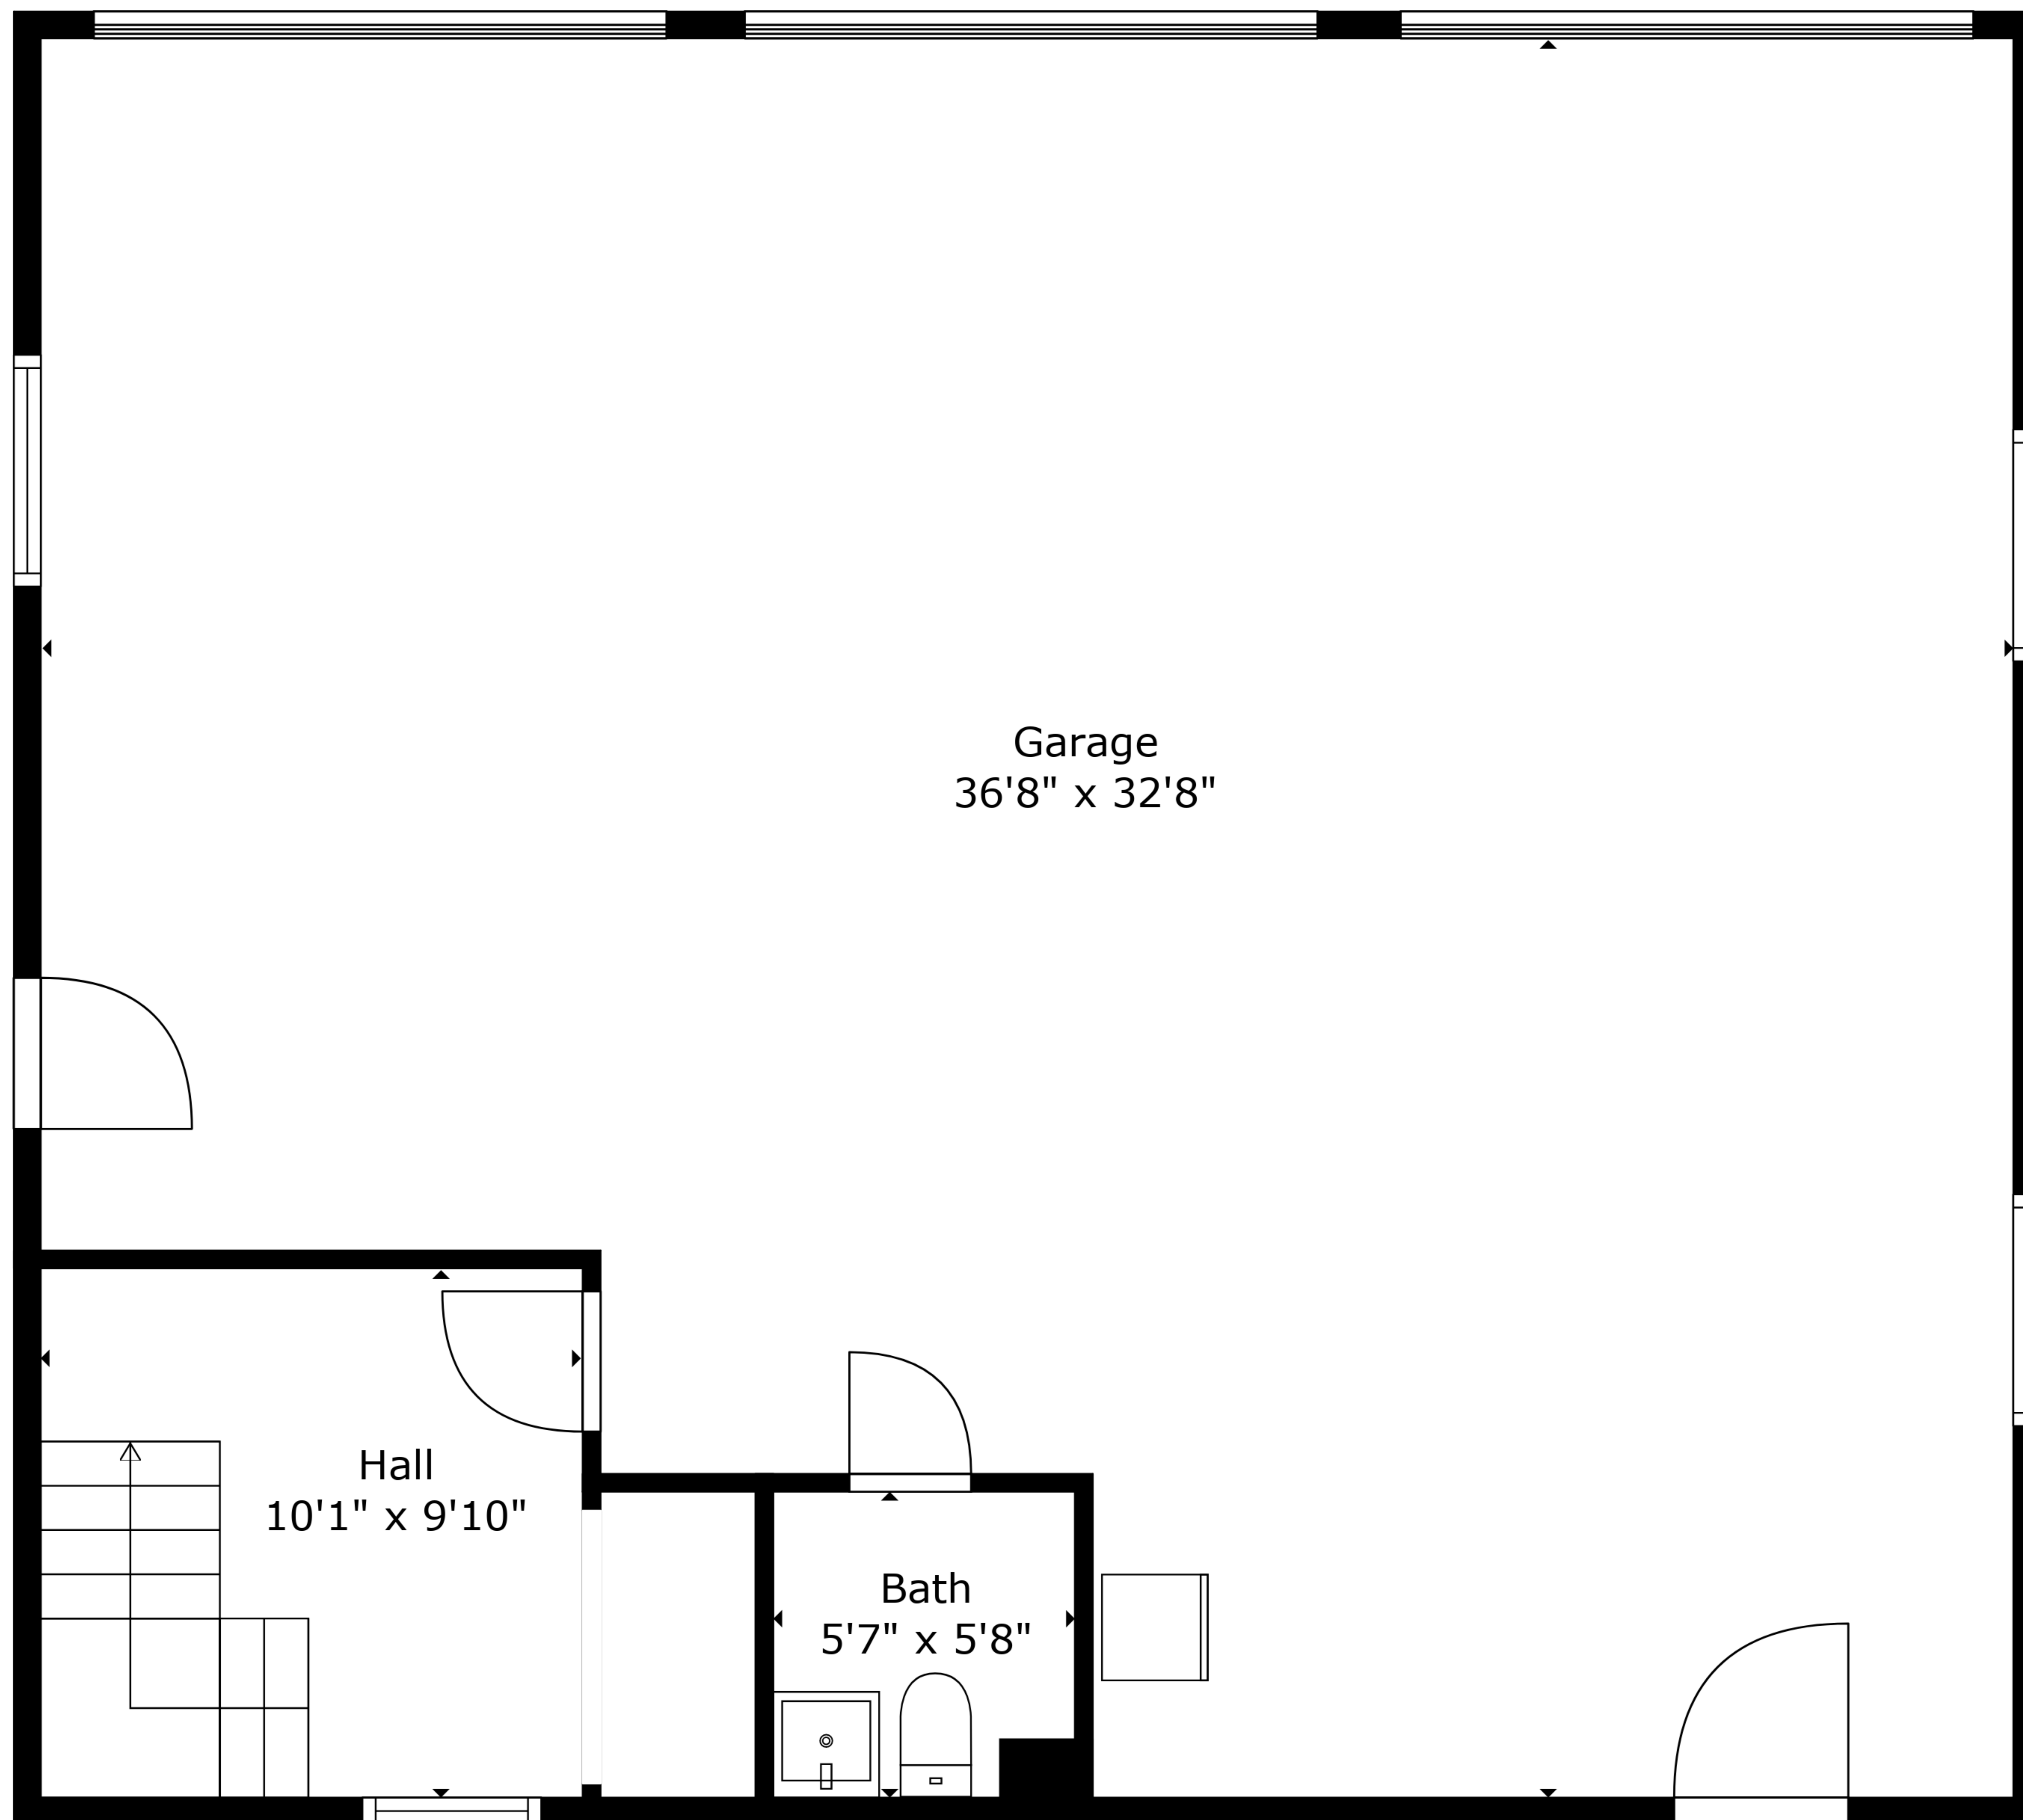 Garage
36'8" x 32'8"
Hall
10'1" x 9'10"
Bath
5'7" x 5'8"